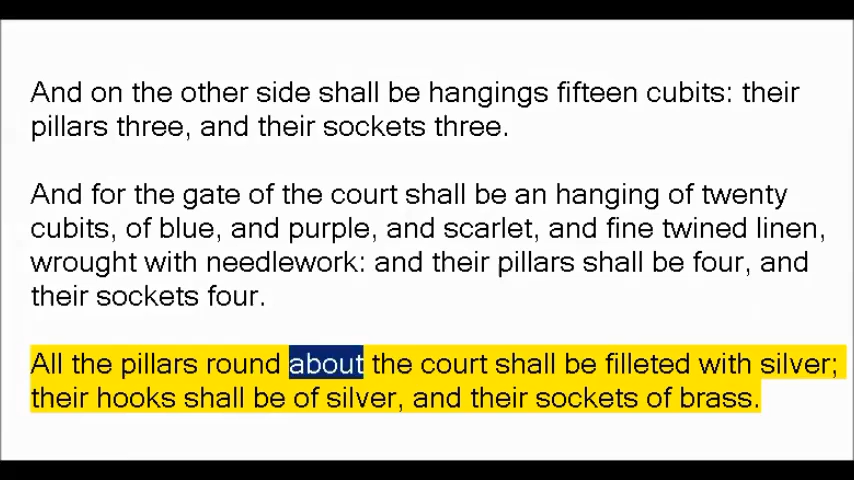 And on the other side shall be hangings fifteen cubits: their
pillars three, and their sockets three.
And for the gate of the court shall be an hanging of twenty
cubits, of blue, and purple, and scarlet, and fine twined linen,
wrought with needlework: and their pillars shall be four, and
their sockets four.
All the pillars round about the court shall be filleted with silver;
their hooks shall be of silver, and their sockets of brass.